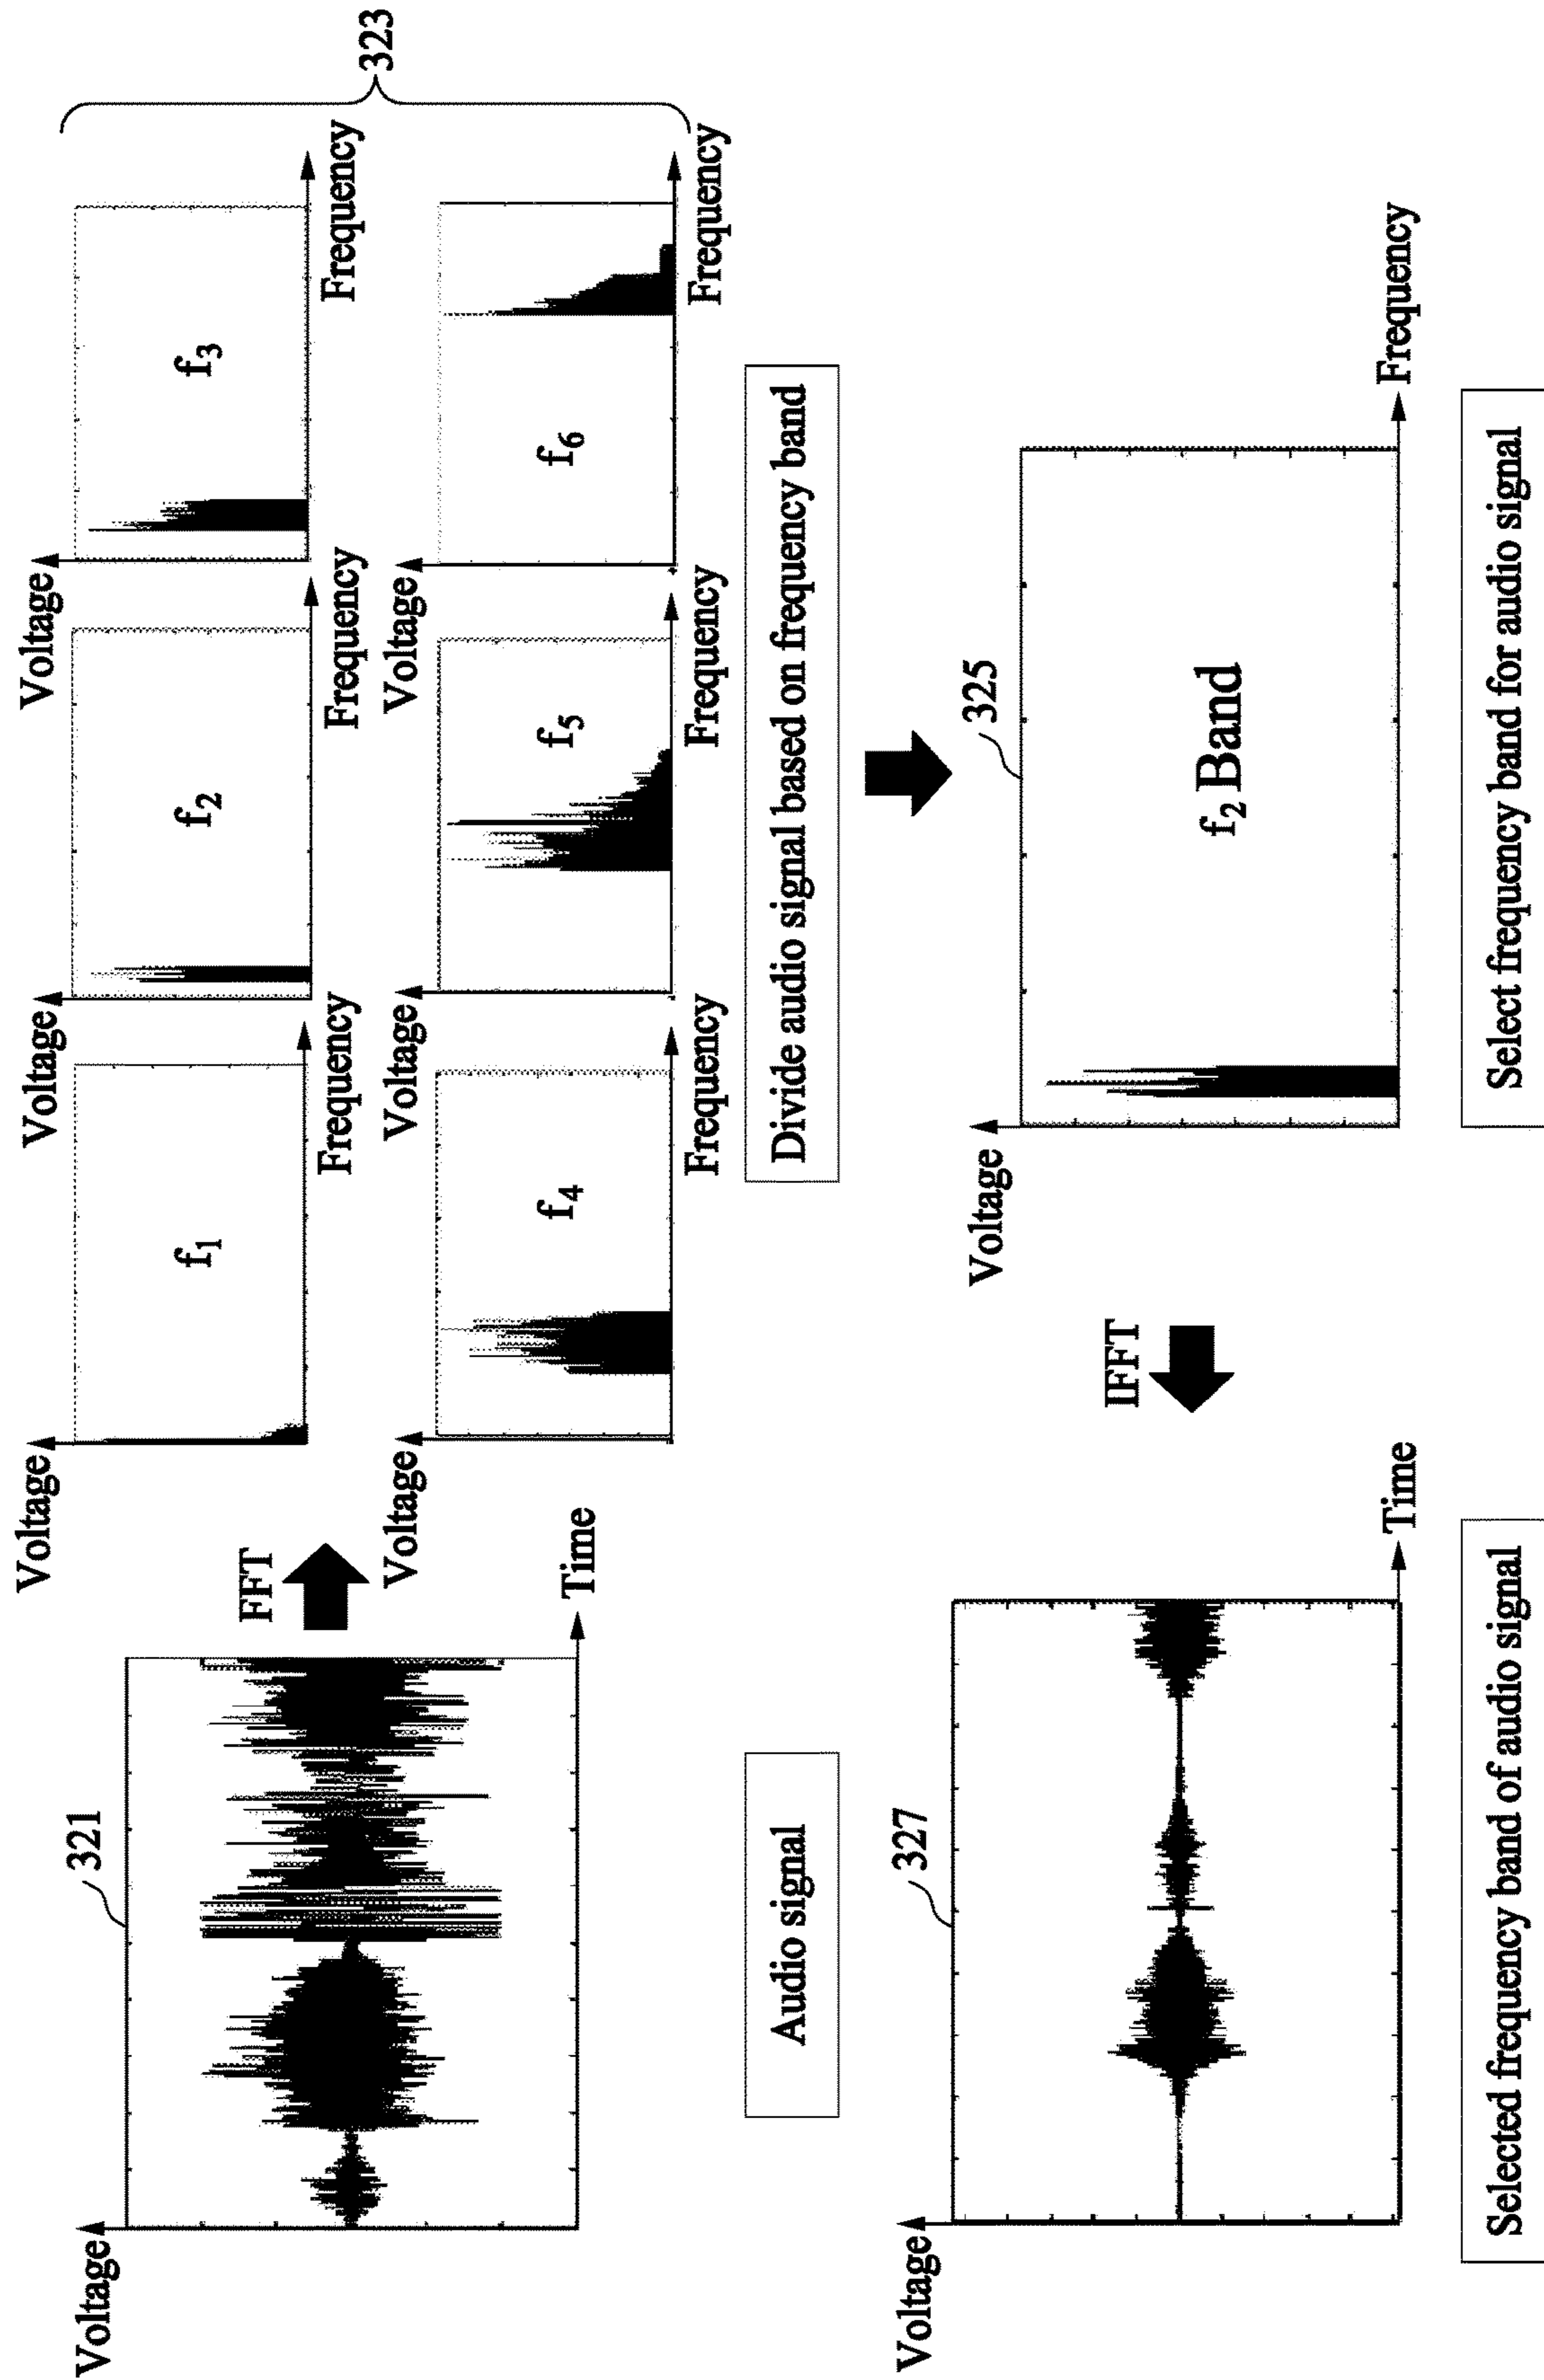 Voltage
321
Time
Audio signal
FFT
Voltage
f1
Frequency
Voltage
f2
Frequency
Voltage
f3
Frequency
Voltage
f4
Frequency
Voltage
f5
Frequency
Voltage
f6
Frequency
323
Divide audio signal based on frequency band
Voltage
327
Time
Selected frequency band of audio signal
IFFT
Voltage
325
f2 Band
Frequency
Select frequency band for audio signal